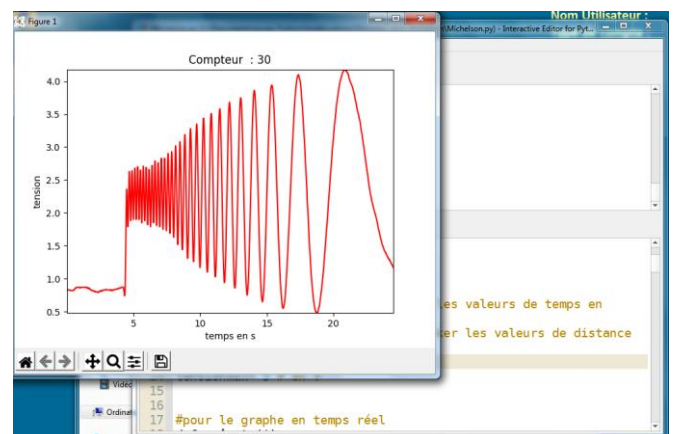 Nom Utilisateur :
Figure 1
\Michelson.py) - Interactive Editor for Pyt...
Compteur : 30
4.0
3.5
3.0
2.5
2.0
1.5
1.0
0.5
tension
5
10
15
20
temps en s
es valeurs de temps en
er les valeurs de distance
Vidéo
Ordinat
15
16
17 #pour le graphe en temps réel